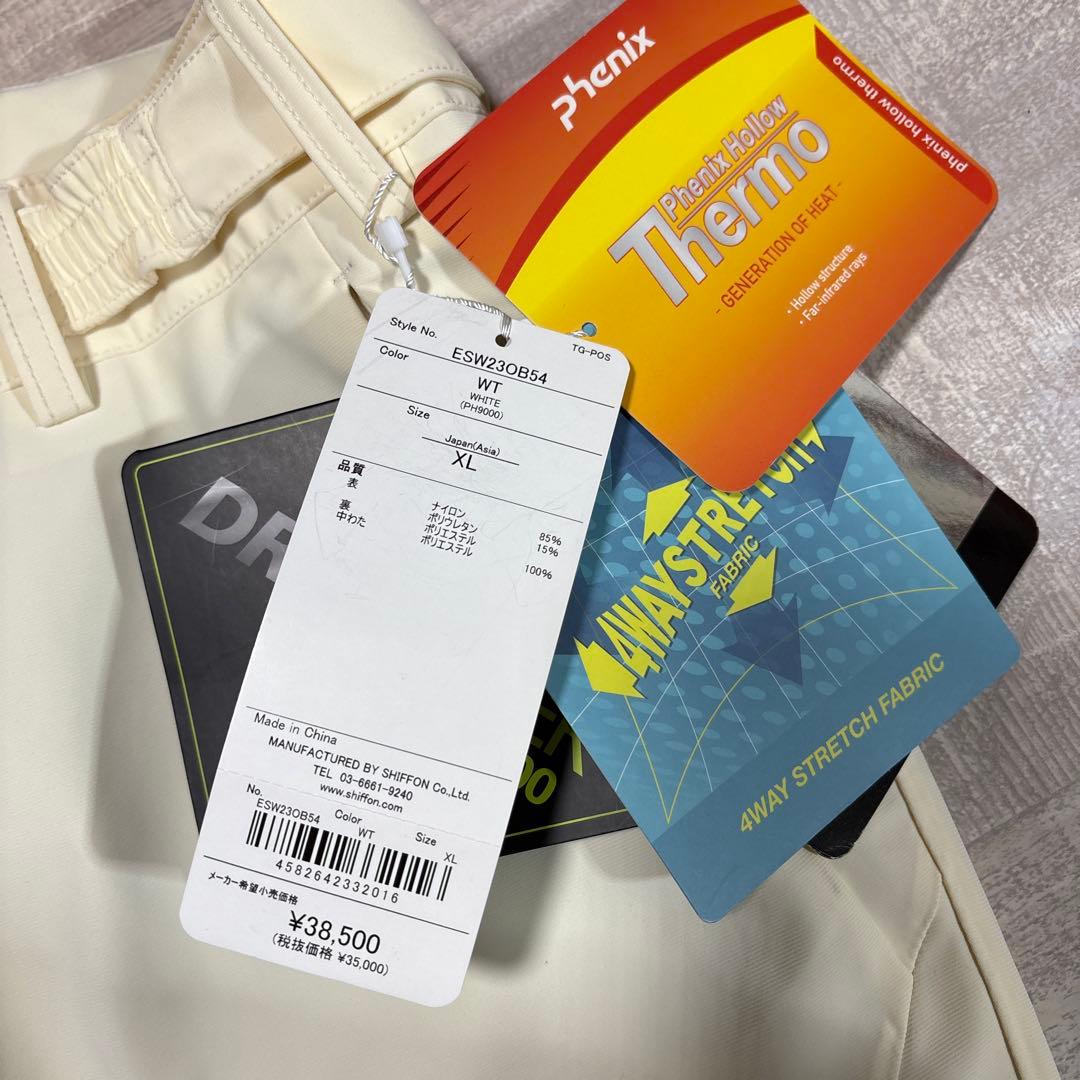 phenix
phenix hollow thermo
Phenix Hollow
Thermo
- GENERATION OF HEAT -
・Hollow structure
・Far-infrared rays
Style No.
TG-POS
ESW23OB54
Color
WT
WHITE
(PH9000)
Size
Japan(Asia)
XL
品質
表 ナイロン 85%
ポリウレタン 15%
裏 ポリエステル
中わた ポリエステル 100%
Made in China
MANUFACTURED BY SHIFFON Co.,Ltd.
TEL 03-6661-9240
www.shiffon.com
No. Color Size
ESW23OB54 WT XL
4582642332016
メーカー希望小売価格
¥38,500
(税抜価格 ¥35,000)
4WAYSTRETCH
FABRIC
4WAY STRETCH FABRIC